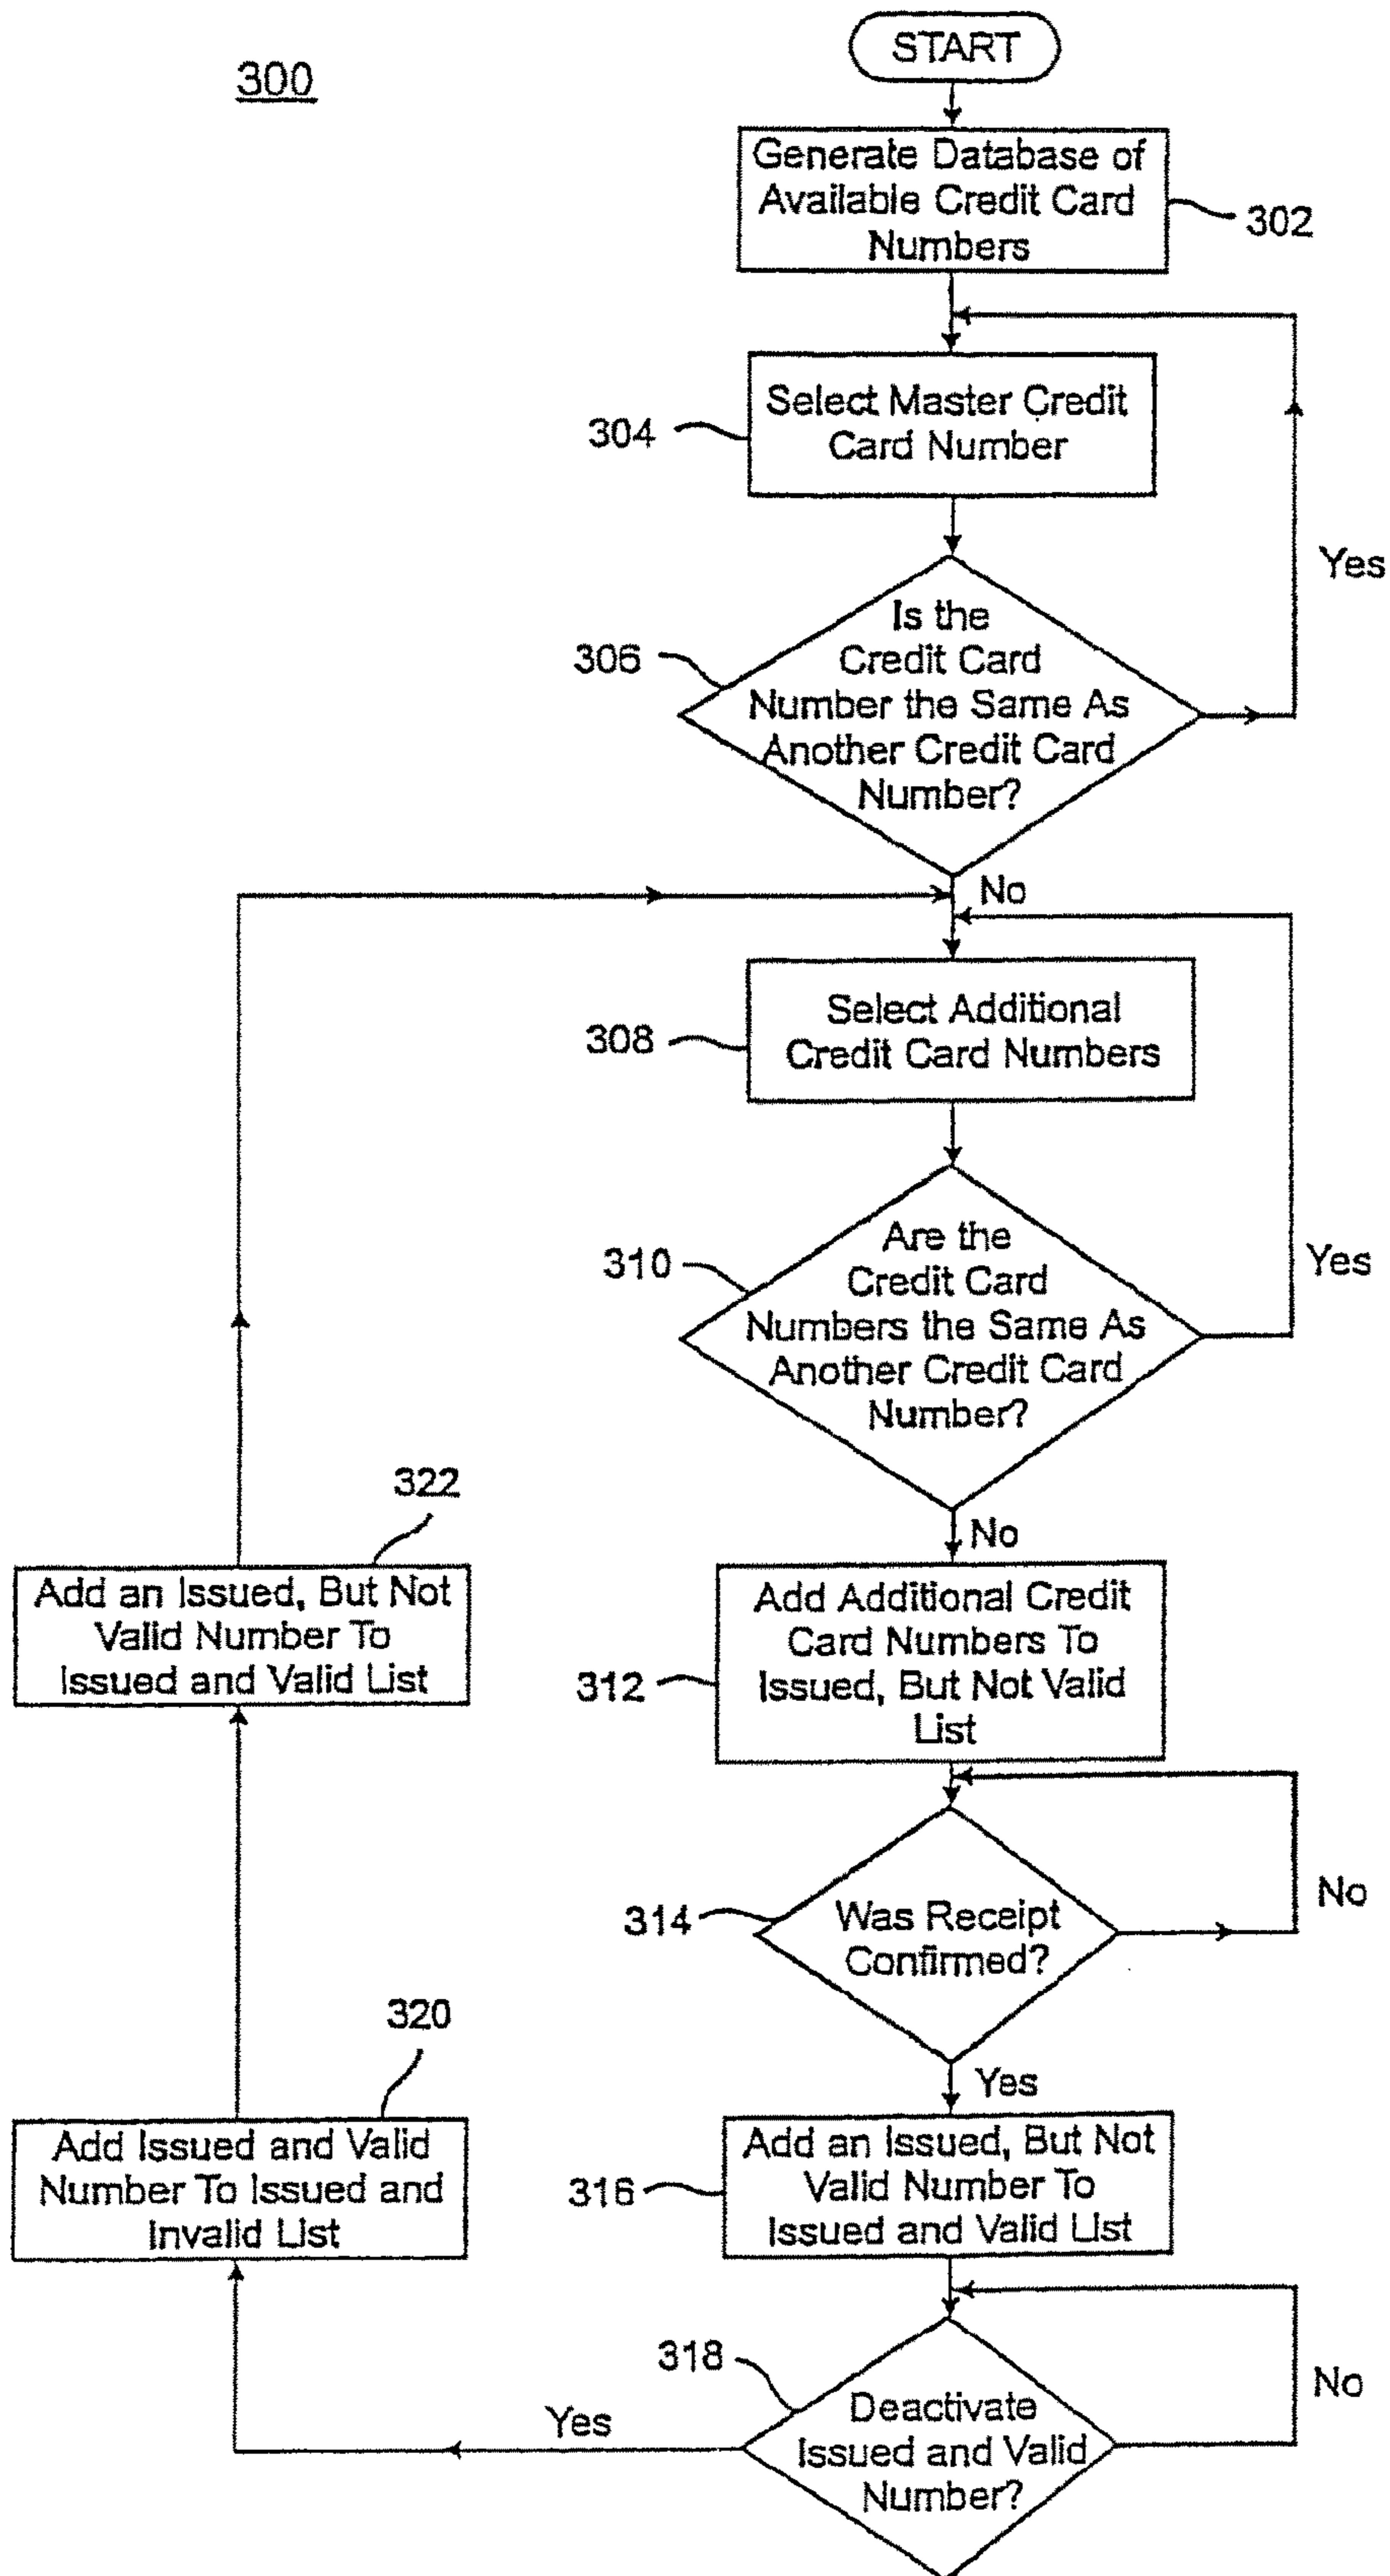 300
START
Generate Database of
Available Credit Card
Numbers
302
Select Master Credit
Card Number
304
Yes
Is the
Credit Card
Number the Same As
Another Credit Card
Number?
306
No
Select Additional
Credit Card Numbers
308
Are the
Credit Card
Numbers the Same As
Another Credit Card
Number?
310
Yes
No
322
Add an Issued, But Not
Valid Number To
Issued and Valid List
Add Additional Credit
Card Numbers To
Issued, But Not Valid
List
312
Was Receipt
Confirmed?
314
No
Yes
320
Add Issued and Valid
Number To Issued and
Invalid List
Add an Issued, But Not
Valid Number To
Issued and Valid List
316
318
Deactivate
Issued and Valid
Number?
No
Yes